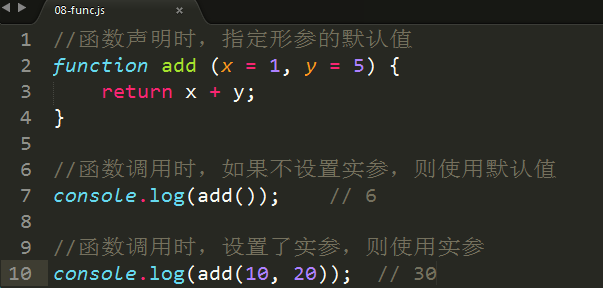 08-func.js ×
1 //函数声明时，指定形参的默认值
2 function add (x = 1, y = 5) {
3     return x + y;
4 }
5
6 //函数调用时，如果不设置实参，则使用默认值
7 console.log(add());    // 6
8
9 //函数调用时，设置了实参，则使用实参
10 console.log(add(10, 20));  // 30